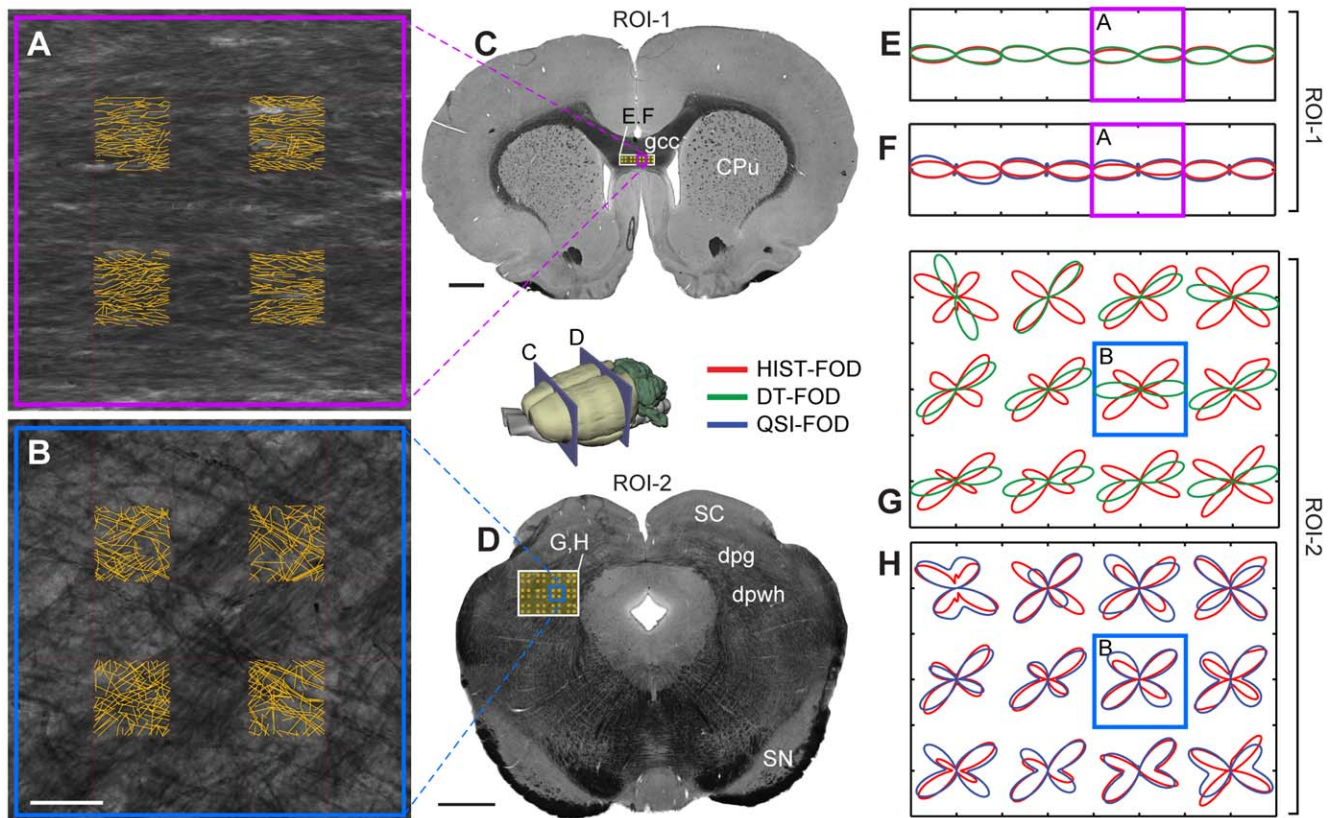 A
ROI-1
C
E,F
gcc
CPu
E
A
F
A
ROI-1
C
D
HIST-FOD
DT-FOD
QSI-FOD
B
G
B
ROI-2
D
G,H
SC
dpg
dpwh
SN
H
B
ROI-2